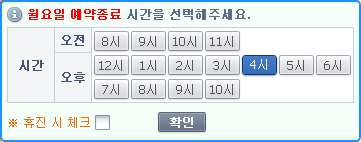 월요일 예약종료 시간을 선택해주세요.
시간
오전
8시 9시 10시 11시
오후
12시 1시 2시 3시 4시 5시 6시
7시 8시 9시 10시
※ 휴진 시 체크
확인